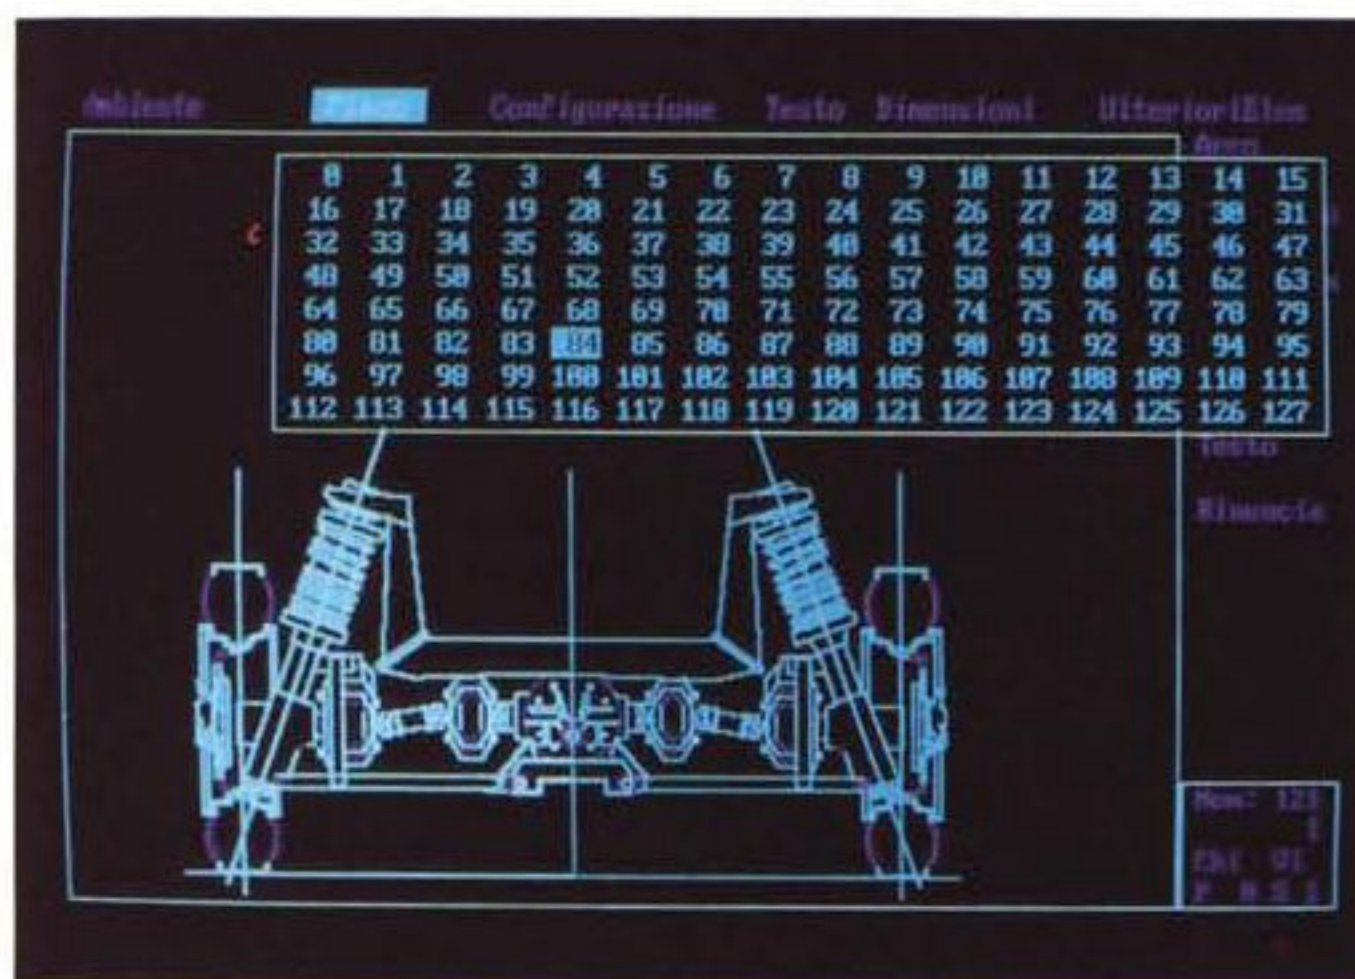 Ambiente Configurazione Testo Dimensioni UlterioriElem
Area
0 1 2 3 4 5 6 7 8 9 10 11 12 13 14 15
16 17 18 19 20 21 22 23 24 25 26 27 28 29 30 31
32 33 34 35 36 37 38 39 40 41 42 43 44 45 46 47
48 49 50 51 52 53 54 55 56 57 58 59 60 61 62 63
64 65 66 67 68 69 70 71 72 73 74 75 76 77 78 79
80 81 82 83 84 85 86 87 88 89 90 91 92 93 94 95
96 97 98 99 100 101 102 103 104 105 106 107 108 109 110 111
112 113 114 115 116 117 118 119 120 121 122 123 124 125 126 127
Testo
Rinuncia
Mem: 123